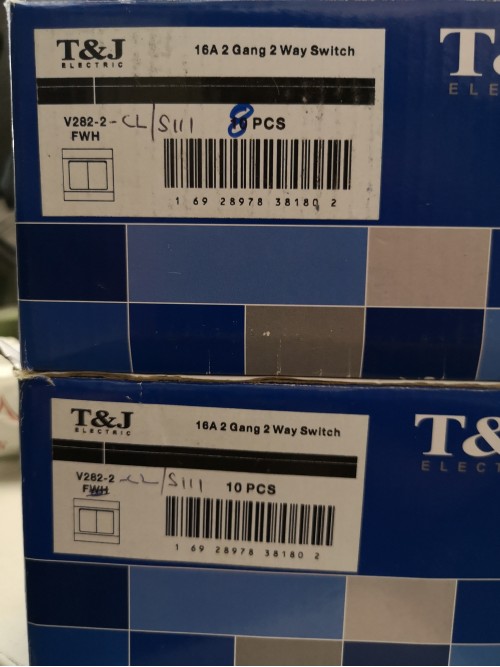 T&J
ELECTRIC
16A 2 Gang 2 Way Switch
V282-2-CL/S111
FWH
8 PCS
1 69 28978 38180 2
T&
ELE
T&J
ELECTRIC
16A 2 Gang 2 Way Switch
V282-2-CL/S111
FWH
10 PCS
1 69 28978 38180 2
T&
ELECT